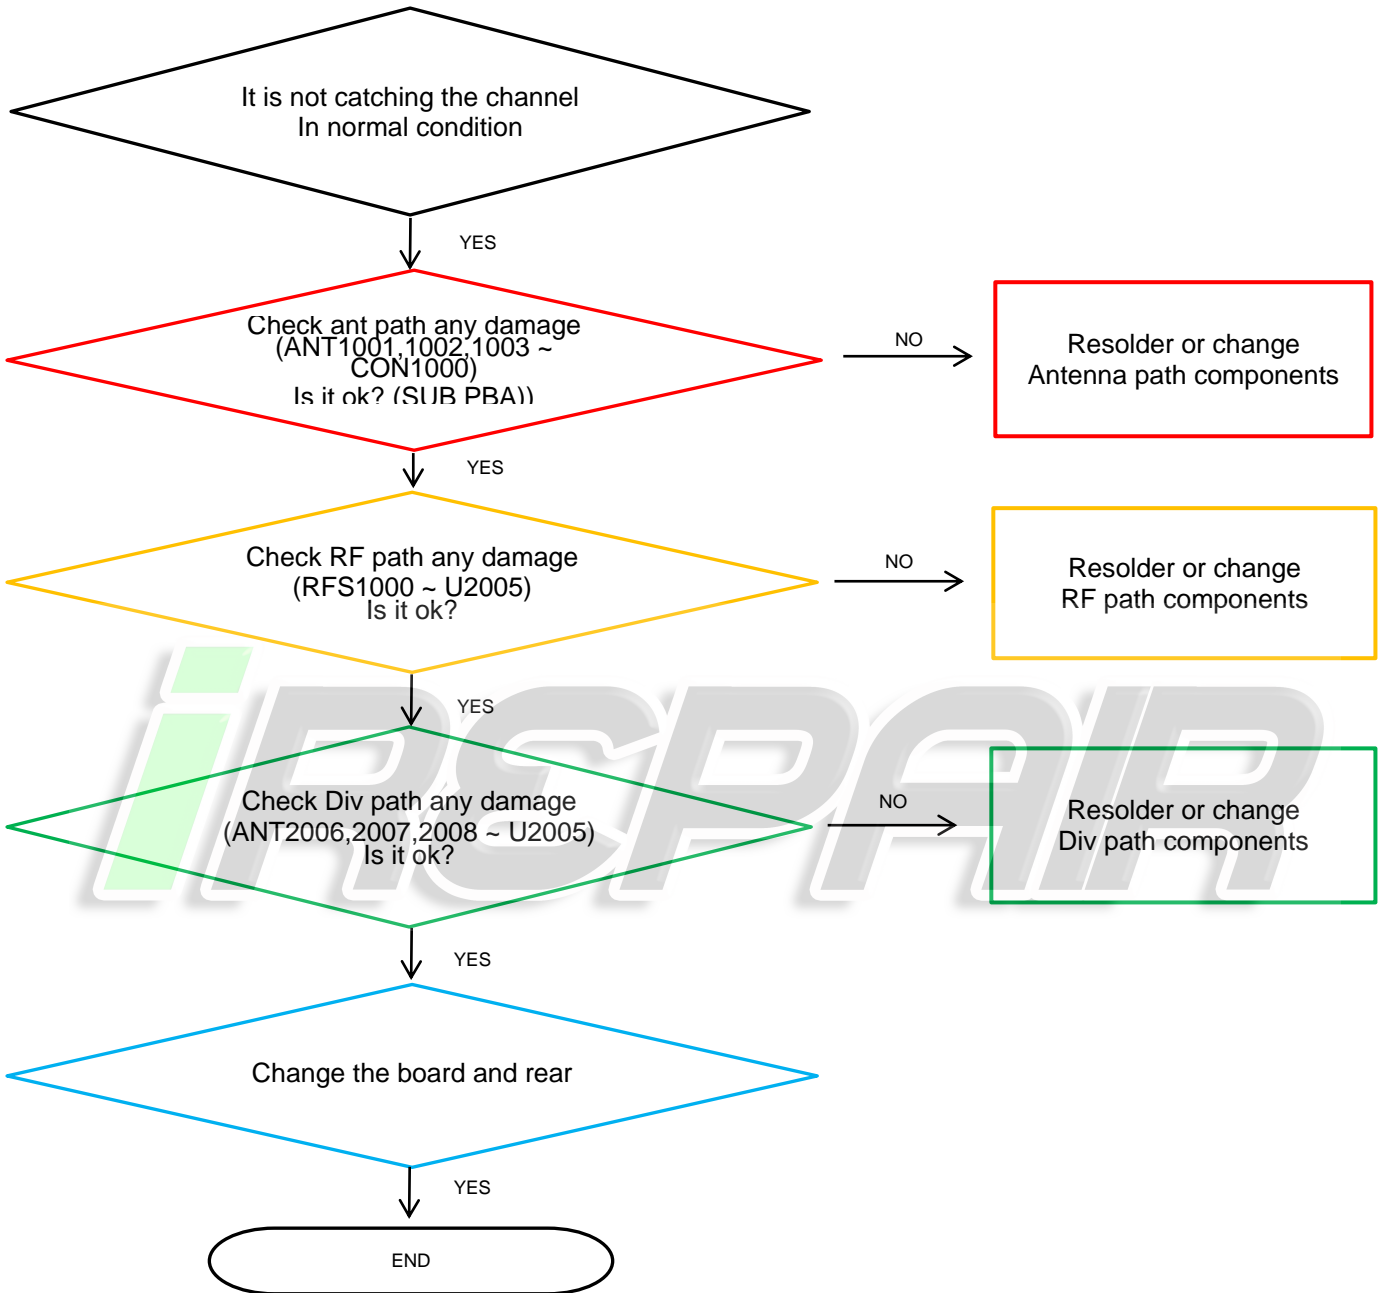 It is not catching the channel
In normal condition
YES
Check ant path any damage
(ANT1001,1002,1003 ~
CON1000)
Is it ok? (SUB PBA))
NO
Resolder or change
Antenna path components
YES
Check RF path any damage
(RFS1000 ~ U2005)
Is it ok?
NO
Resolder or change
RF path components
YES
Check Div path any damage
(ANT2006,2007,2008 ~ U2005)
Is it ok?
NO
Resolder or change
Div path components
iREPAIR
YES
Change the board and rear
YES
END